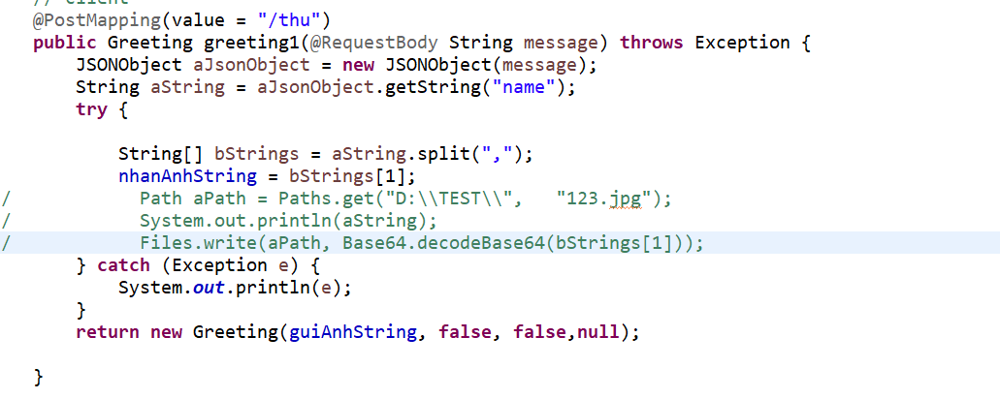 // client
@PostMapping(value = "/thu")
public Greeting greeting1(@RequestBody String message) throws Exception {
    JSONObject aJsonObject = new JSONObject(message);
    String aString = aJsonObject.getString("name");
    try {
        String[] bStrings = aString.split(",");
        nhanAnhString = bStrings[1];
/         Path aPath = Paths.get("D:\\TEST\\",   "123.jpg");
/         System.out.println(aString);
/         Files.write(aPath, Base64.decodeBase64(bStrings[1]));
    } catch (Exception e) {
        System.out.println(e);
    }
    return new Greeting(guiAnhString, false, false,null);
}